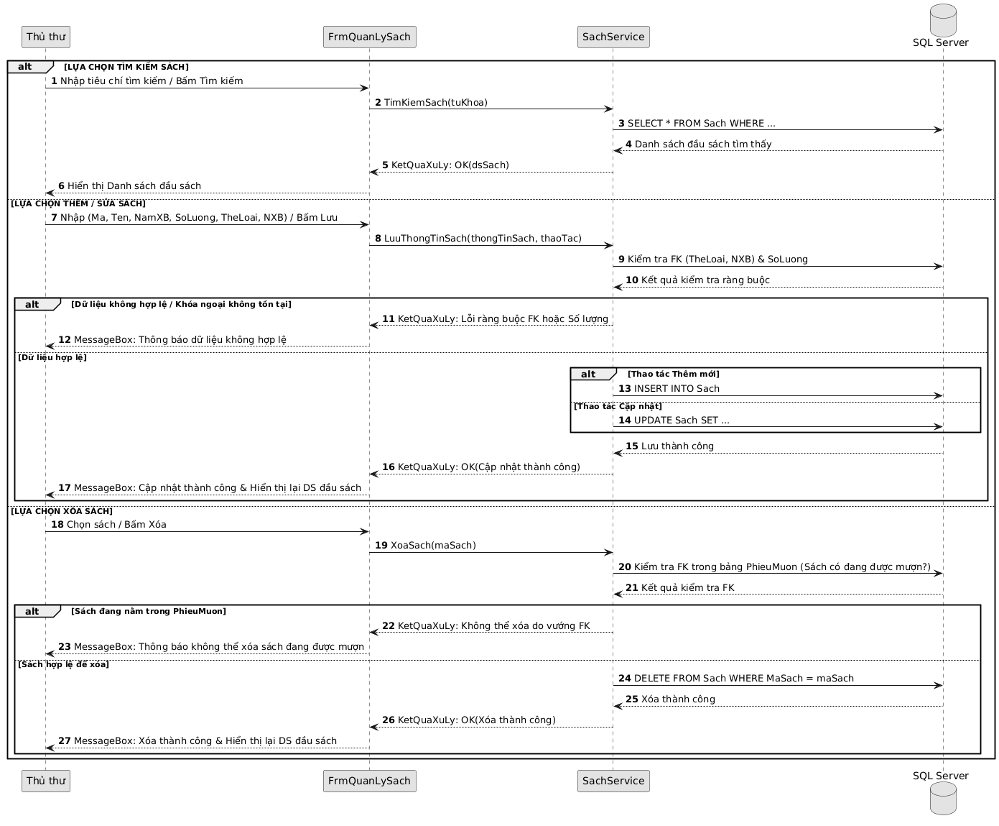 Thủ thư
FrmQuanLySach
SachService
SQL Server
alt [LỰA CHỌN TÌM KIẾM SÁCH]
1 Nhập tiêu chí tìm kiếm / Bấm Tìm kiếm
2 TimKiemSach(tuKhoa)
3 SELECT * FROM Sach WHERE ...
4 Danh sách đầu sách tìm thấy
5 KetQuaXuLy: OK(dsSach)
6 Hiển thị Danh sách đầu sách
[LỰA CHỌN THÊM / SỬA SÁCH]
7 Nhập (Ma, Ten, NamXB, SoLuong, TheLoai, NXB) / Bấm Lưu
8 LuuThongTinSach(thongTinSach, thaoTac)
9 Kiểm tra FK (TheLoai, NXB) & SoLuong
10 Kết quả kiểm tra ràng buộc
alt [Dữ liệu không hợp lệ / Khóa ngoại không tồn tại]
11 KetQuaXuLy: Lỗi ràng buộc FK hoặc Số lượng
12 MessageBox: Thông báo dữ liệu không hợp lệ
[Dữ liệu hợp lệ]
alt [Thao tác Thêm mới]
13 INSERT INTO Sach
[Thao tác Cập nhật]
14 UPDATE Sach SET ...
15 Lưu thành công
16 KetQuaXuLy: OK(Cập nhật thành công)
17 MessageBox: Cập nhật thành công & Hiển thị lại DS đầu sách
[LỰA CHỌN XÓA SÁCH]
18 Chọn sách / Bấm Xóa
19 XoaSach(maSach)
20 Kiểm tra FK trong bảng PhieuMuon (Sách có đang được mượn?)
21 Kết quả kiểm tra FK
alt [Sách đang nằm trong PhieuMuon]
22 KetQuaXuLy: Không thể xóa do vướng FK
23 MessageBox: Thông báo không thể xóa sách đang được mượn
[Sách hợp lệ để xóa]
24 DELETE FROM Sach WHERE MaSach = maSach
25 Xóa thành công
26 KetQuaXuLy: OK(Xóa thành công)
27 MessageBox: Xóa thành công & Hiển thị lại DS đầu sách
Thủ thư
FrmQuanLySach
SachService
SQL Server